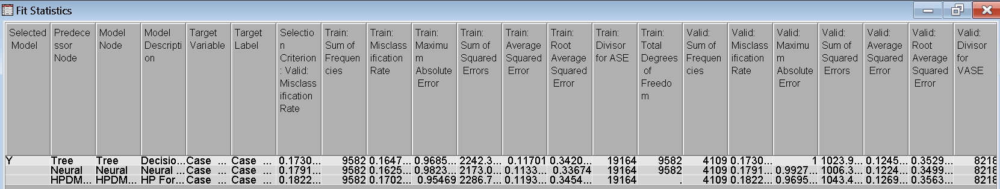 Fit Statistics
Selected Model	Predecessor Node	Model Node	Model Description	Target Variable	Target Label	Selection Criterion: Valid: Misclassification Rate	Train: Sum of Frequencies	Train: Misclassification Rate	Train: Maximum Absolute Error	Train: Sum of Squared Errors	Train: Average Squared Error	Train: Root Average Squared Error	Train: Divisor for ASE	Train: Total Degrees of Freedom	Valid: Sum of Frequencies	Valid: Misclassification Rate	Valid: Maximum Absolute Error	Valid: Sum of Squared Errors	Valid: Average Squared Error	Valid: Root Average Squared Error	Valid: Divisor for VASE
Y	Tree	Tree	Decisio...	Case ...	Case ...	0.1730...	9582	0.1647...	0.9685...	2242.3...	0.11701	0.3420...	19164	9582	4109	0.1730...	1	1023.9...	0.1245...	0.3529...	8218
Neural	Neural	Neural ...	Case ...	Case ...	0.1791...	9582	0.1625...	0.9823...	2173.0...	0.1133...	0.33674	19164	9582	4109	0.1791...	0.9927...	1006.3...	0.1224...	0.3499...	8218
HPDM...	HPDM...	HP For...	Case ...	Case ...	0.1822...	9582	0.1702...	0.95469	2286.7...	0.1193...	0.3454...	19164	.	4109	0.1822...	0.9695...	1043.4...	0.1269...	0.3563...	8218